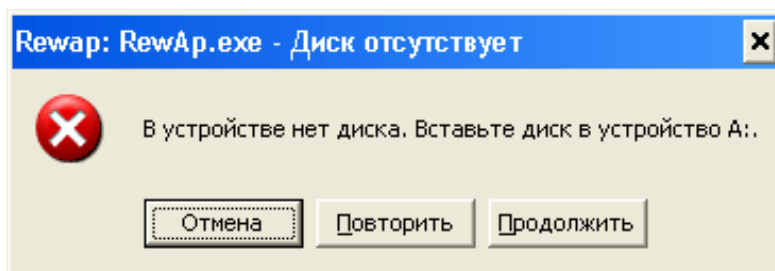 Rewap: RewAp.exe - Диск отсутствует
В устройстве нет диска. Вставьте диск в устройство A:.
Отмена Повторить Продолжить